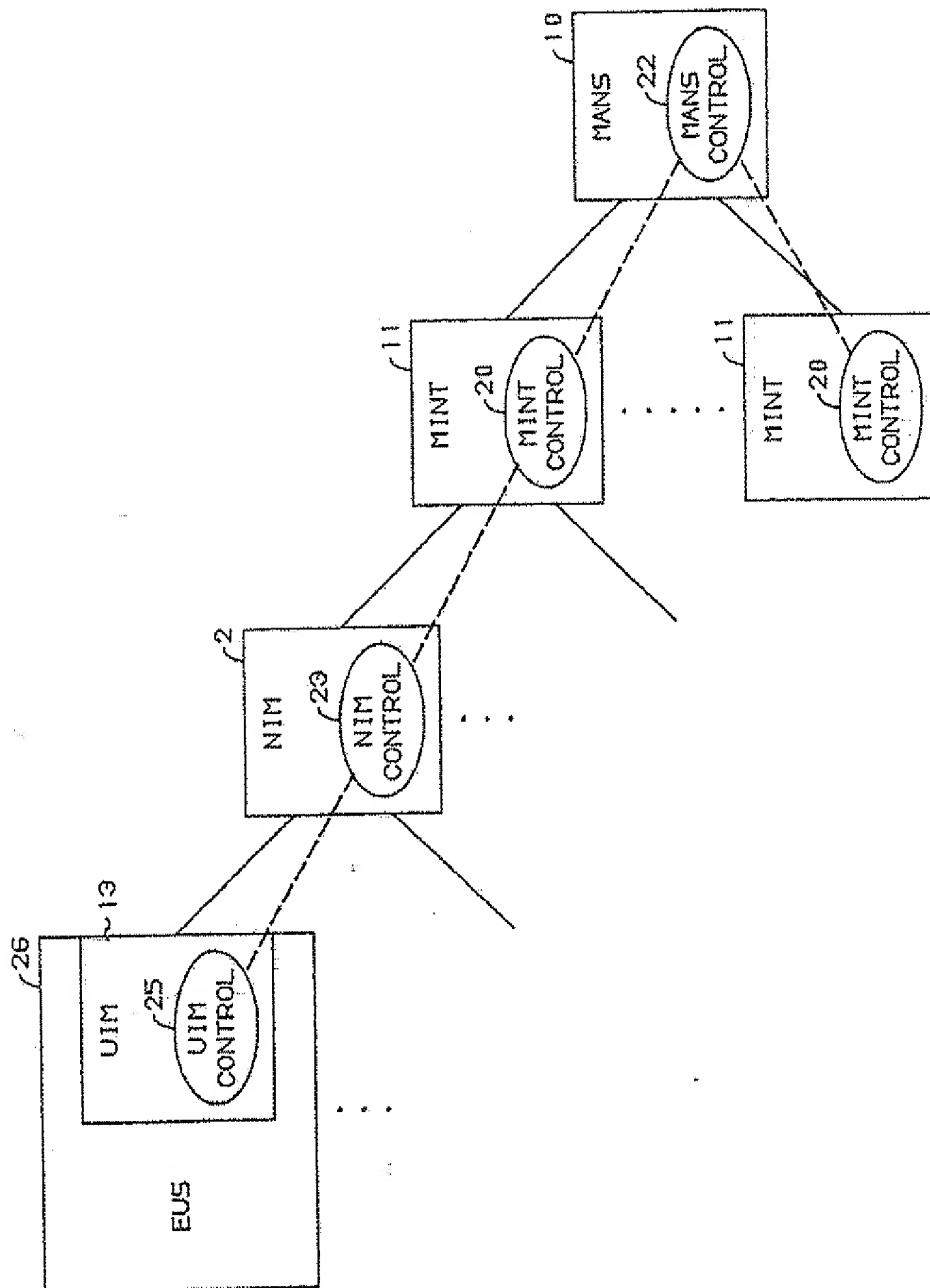 26
EUS
13
UIM
25
UIM
CONTROL
2
NIM
23
NIM
CONTROL
11
MINT
20
MINT
CONTROL
11
MINT
20
MINT
CONTROL
10
MANS
22
MANS
CONTROL